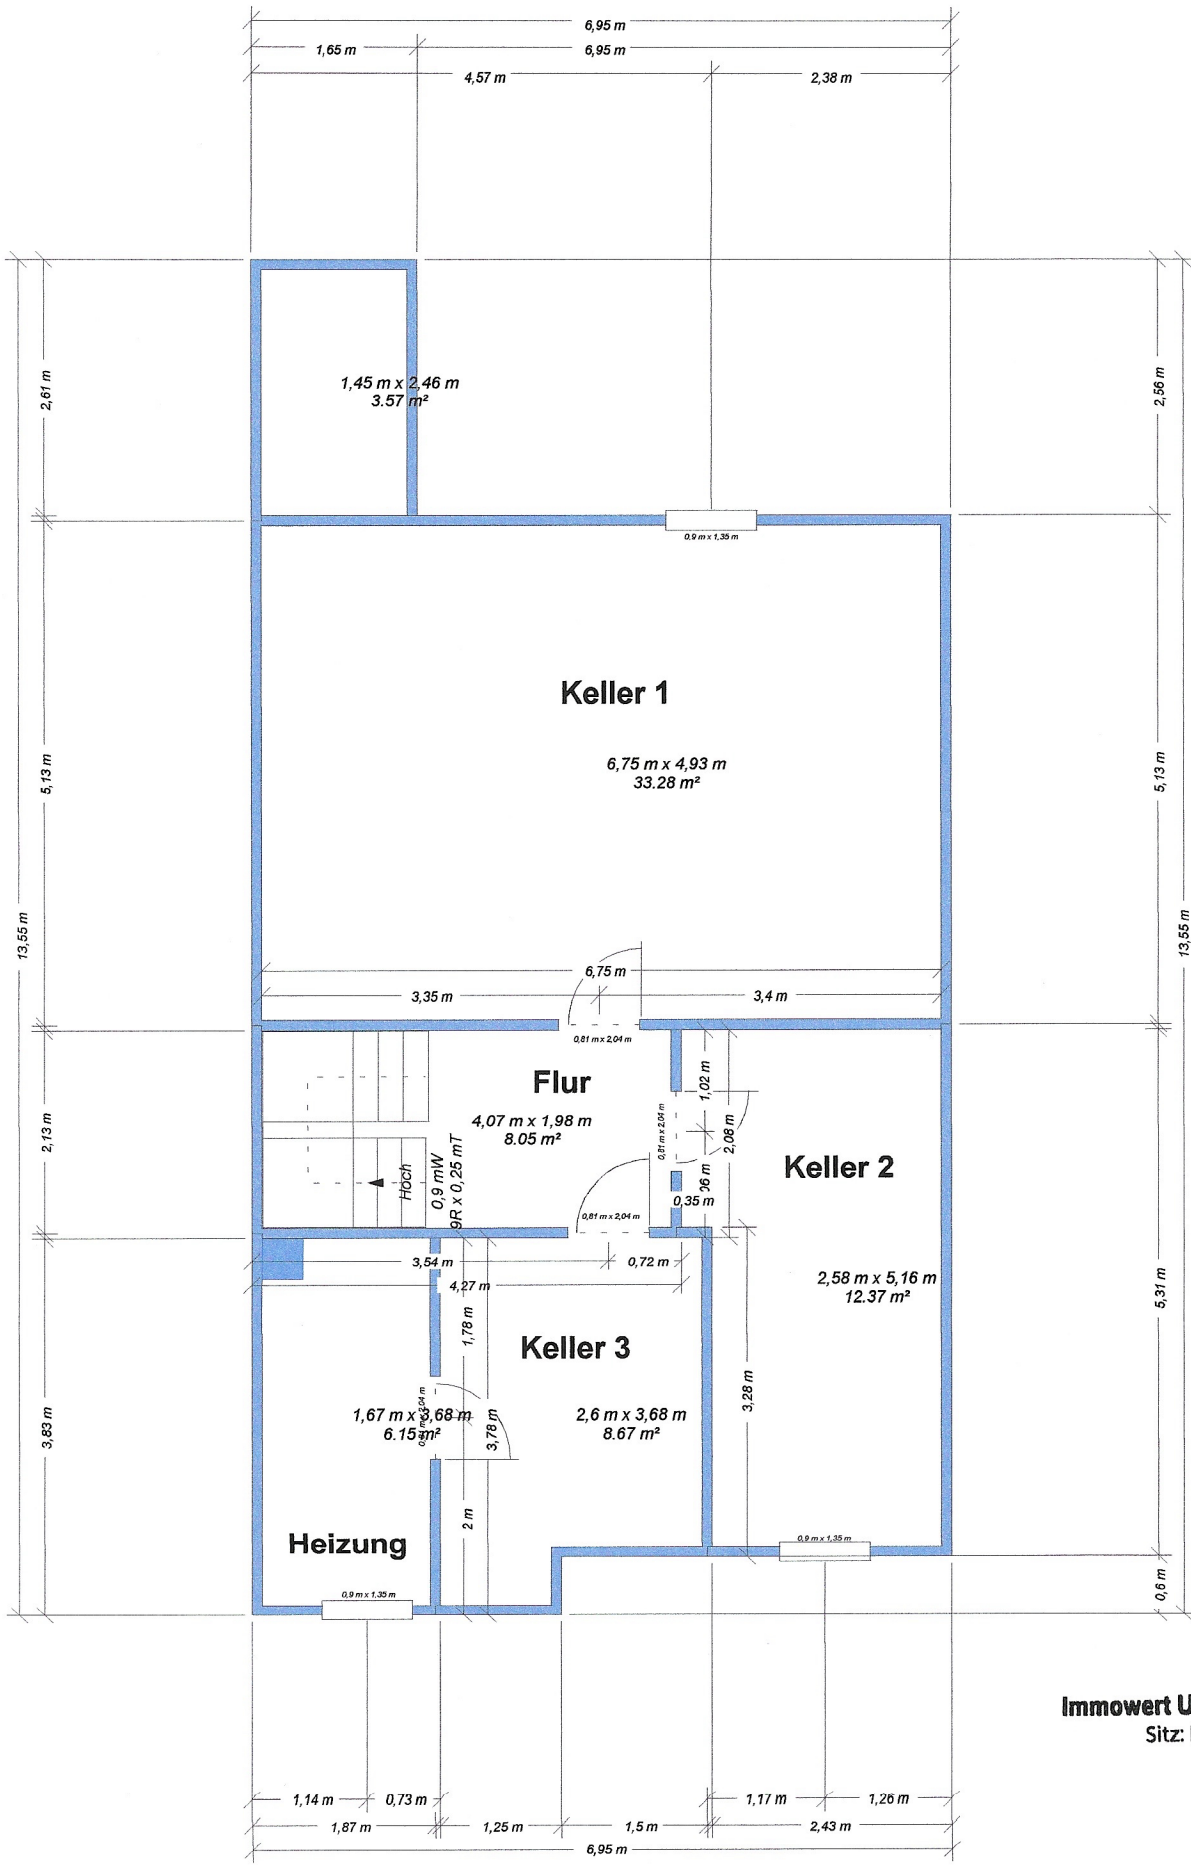 6,95 m
1,65 m
6,95 m
4,57 m
2,38 m
2,61 m
2,56 m
1,45 m x 2,46 m
3.57 m²
0,9 m x 1,35 m
Keller 1
6,75 m x 4,93 m
33.28 m²
5,13 m
5,13 m
13,55 m
13,55 m
6,75 m
3,35 m
3,4 m
0,81 m x 2,04 m
Flur
4,07 m x 1,98 m
8.05 m²
1,02 m
2,08 m
0,81 m x 2,04 m
2,13 m
Hoch
0,9 mW
9R x 0,25 mT
Keller 2
0,35 m
0,81 m x 2,04 m
3,54 m
0,72 m
4,27 m
2,58 m x 5,16 m
12.37 m²
5,31 m
1,78 m
Keller 3
3,28 m
1,67 m x 3,68 m
6.15 m²
2,6 m x 3,68 m
8.67 m²
3,78 m
3,83 m
2 m
Heizung
0,9 m x 1,35 m
0,9 m x 1,35 m
0,6 m
Immowert U
Sitz:
1,14 m
0,73 m
1,17 m
1,26 m
1,87 m
1,25 m
1,5 m
2,43 m
6,95 m